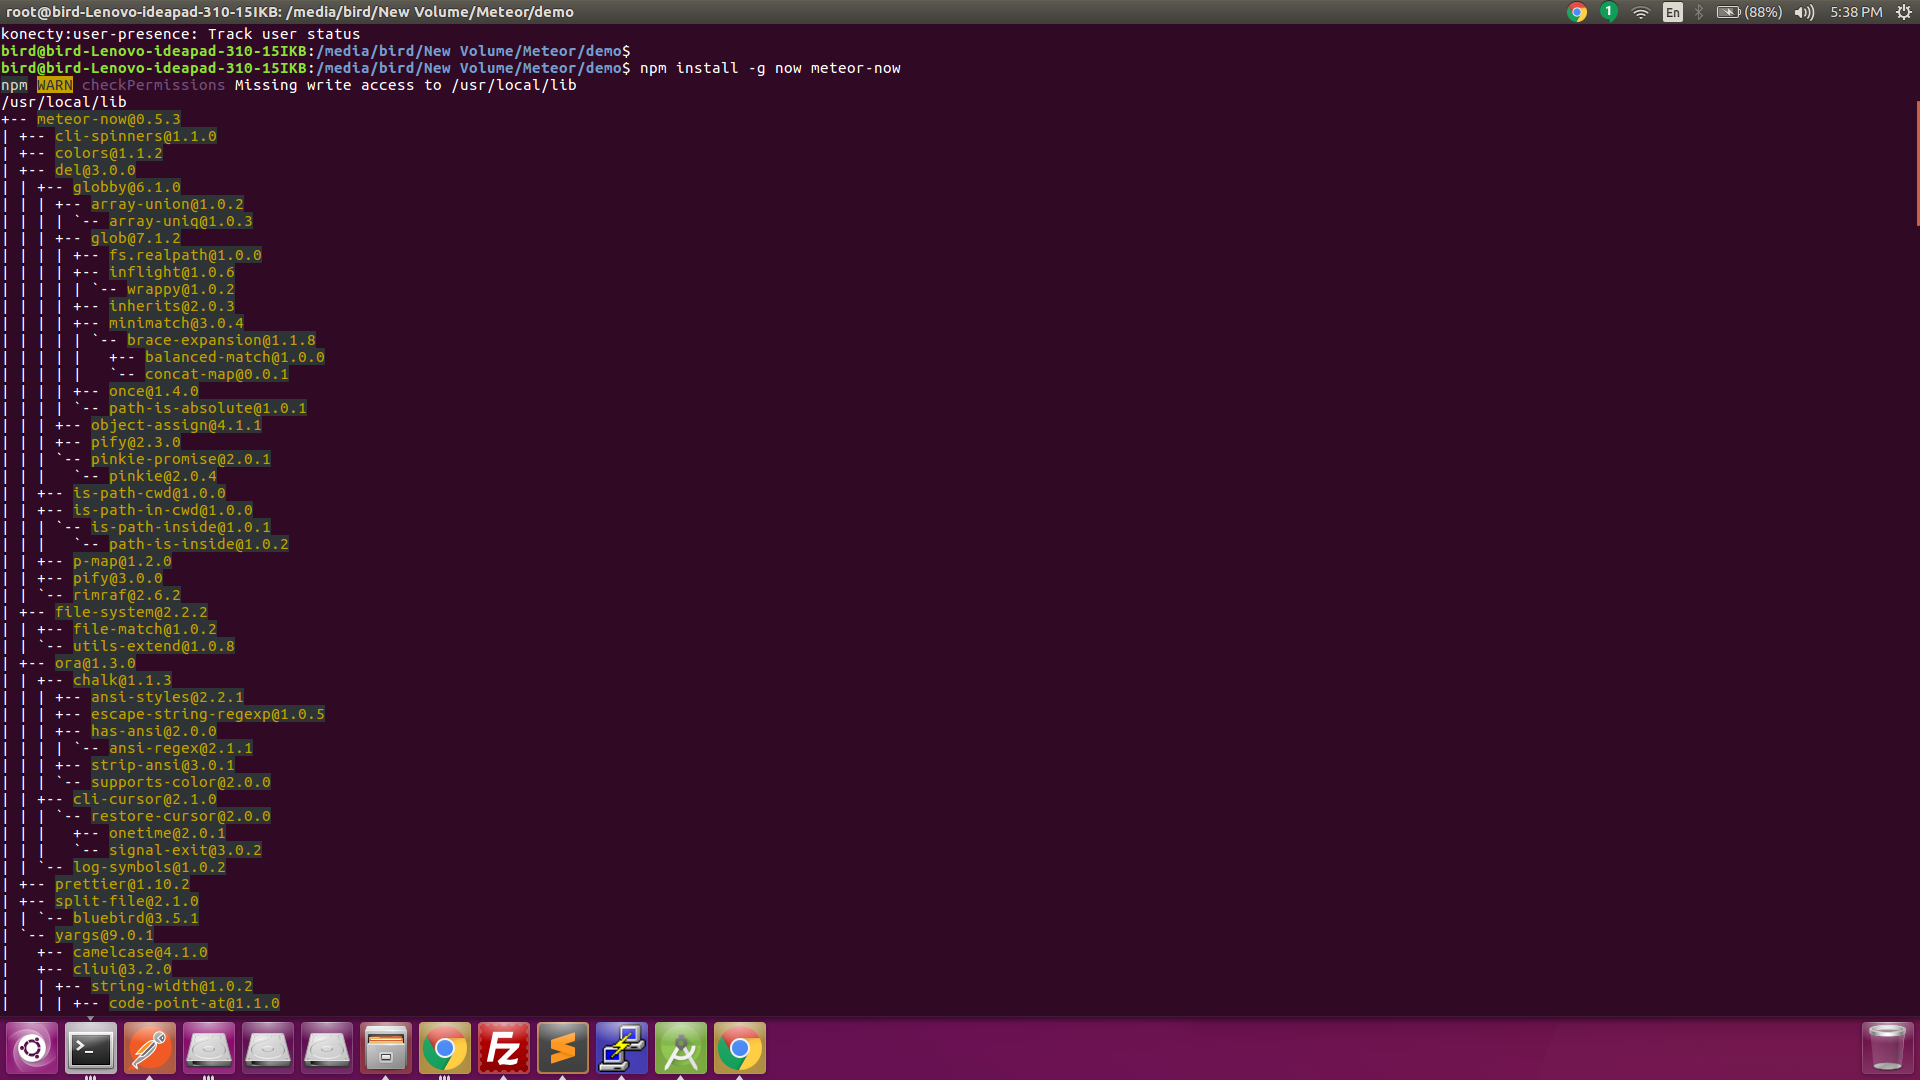 root@bird-Lenovo-ideapad-310-15IKB: /media/bird/New Volume/Meteor/demo
1 En (88%) 5:38 PM
konecty:user-presence: Track user status
bird@bird-Lenovo-ideapad-310-15IKB:/media/bird/New Volume/Meteor/demo$
bird@bird-Lenovo-ideapad-310-15IKB:/media/bird/New Volume/Meteor/demo$ npm install -g now meteor-now
npm WARN checkPermissions Missing write access to /usr/local/lib
/usr/local/lib
+-- meteor-now@0.5.3
| +-- cli-spinners@1.1.0
| +-- colors@1.1.2
| +-- del@3.0.0
| | +-- globby@6.1.0
| | | +-- array-union@1.0.2
| | | | `-- array-uniq@1.0.3
| | | +-- glob@7.1.2
| | | | +-- fs.realpath@1.0.0
| | | | +-- inflight@1.0.6
| | | | | `-- wrappy@1.0.2
| | | | +-- inherits@2.0.3
| | | | +-- minimatch@3.0.4
| | | | | `-- brace-expansion@1.1.8
| | | | |   +-- balanced-match@1.0.0
| | | | |   `-- concat-map@0.0.1
| | | | +-- once@1.4.0
| | | | `-- path-is-absolute@1.0.1
| | | +-- object-assign@4.1.1
| | | +-- pify@2.3.0
| | | `-- pinkie-promise@2.0.1
| | |   `-- pinkie@2.0.4
| | +-- is-path-cwd@1.0.0
| | +-- is-path-in-cwd@1.0.0
| | | `-- is-path-inside@1.0.1
| | |   `-- path-is-inside@1.0.2
| | +-- p-map@1.2.0
| | +-- pify@3.0.0
| | `-- rimraf@2.6.2
| +-- file-system@2.2.2
| | +-- file-match@1.0.2
| | `-- utils-extend@1.0.8
| +-- ora@1.3.0
| | +-- chalk@1.1.3
| | | +-- ansi-styles@2.2.1
| | | +-- escape-string-regexp@1.0.5
| | | +-- has-ansi@2.0.0
| | | | `-- ansi-regex@2.1.1
| | | +-- strip-ansi@3.0.1
| | | `-- supports-color@2.0.0
| | +-- cli-cursor@2.1.0
| | | `-- restore-cursor@2.0.0
| | |   +-- onetime@2.0.1
| | |   `-- signal-exit@3.0.2
| | `-- log-symbols@1.0.2
| +-- prettier@1.10.2
| +-- split-file@2.1.0
| | `-- bluebird@3.5.1
| `-- yargs@9.0.1
|   +-- camelcase@4.1.0
|   +-- cliui@3.2.0
|   | +-- string-width@1.0.2
|   | | +-- code-point-at@1.1.0
>_
Fz